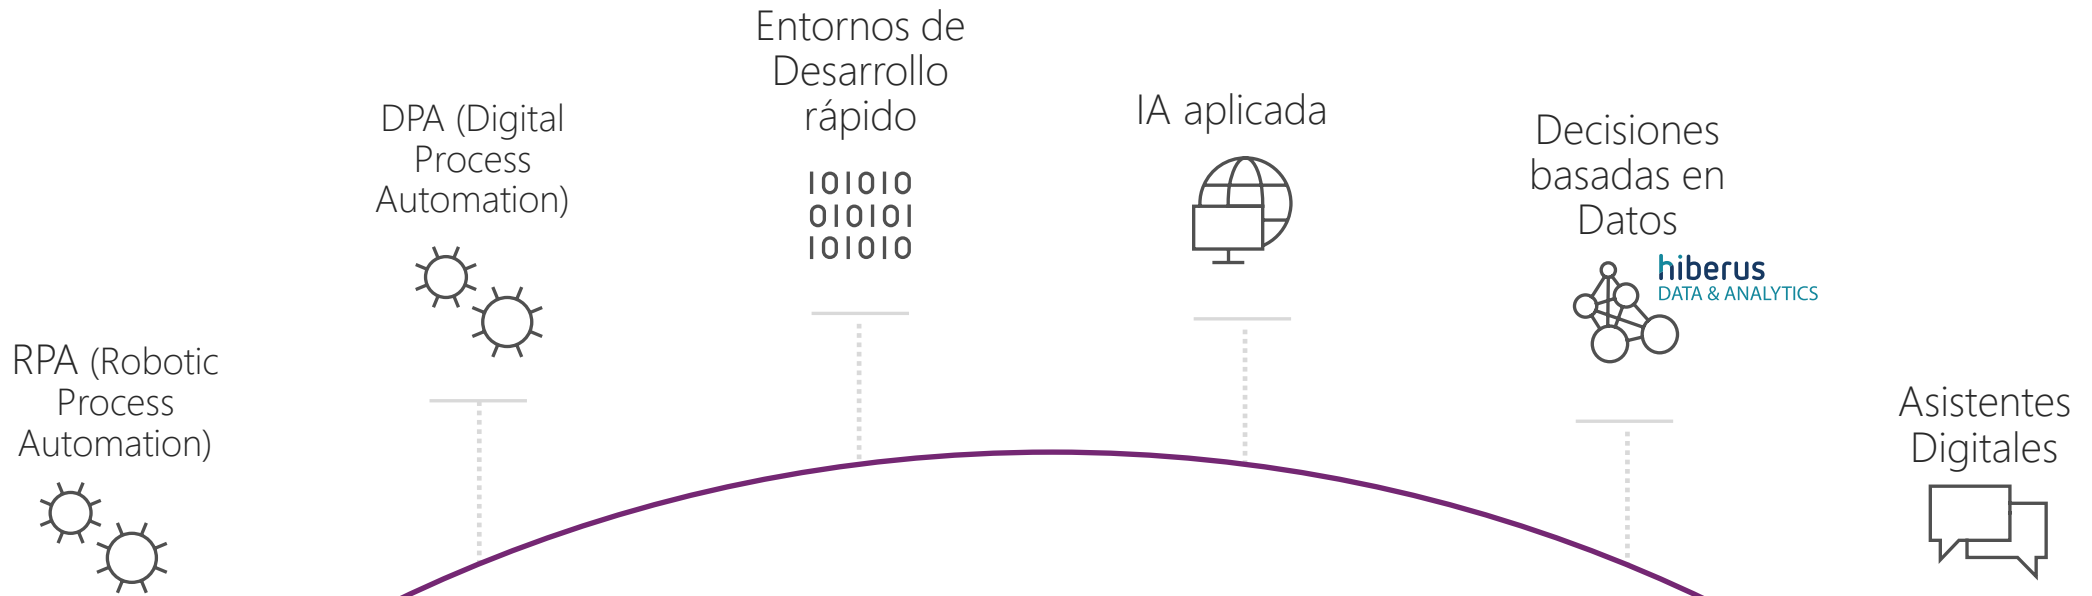 RPA (Robotic
Process
Automation)
DPA (Digital
Process
Automation)
Entornos de
Desarrollo
rápido
101010
010101
101010
IA aplicada
Decisiones
basadas en
Datos
hiberus
DATA & ANALYTICS
Asistentes
Digitales